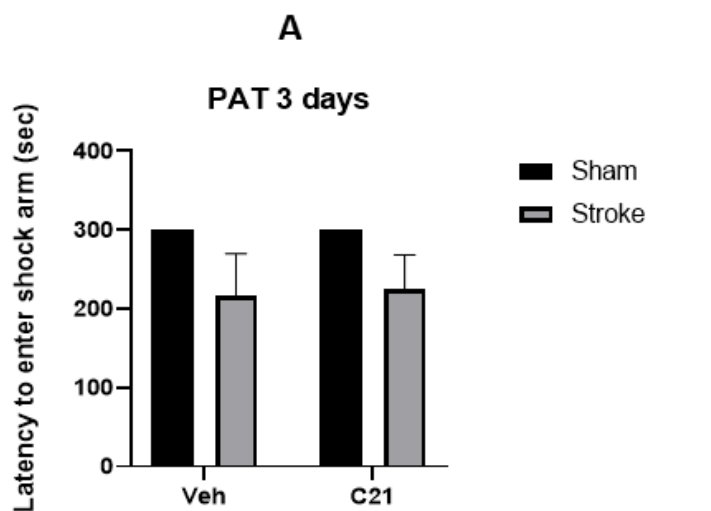 A
PAT 3 days
Latency to enter shock arm (sec)
400
300
200
100
0
Veh
C21
Sham
Stroke